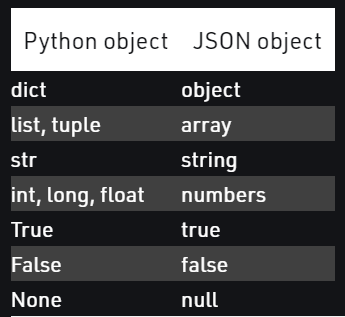 Python object JSON object
dict object
list, tuple array
str string
int, long, float numbers
True true
False false
None null